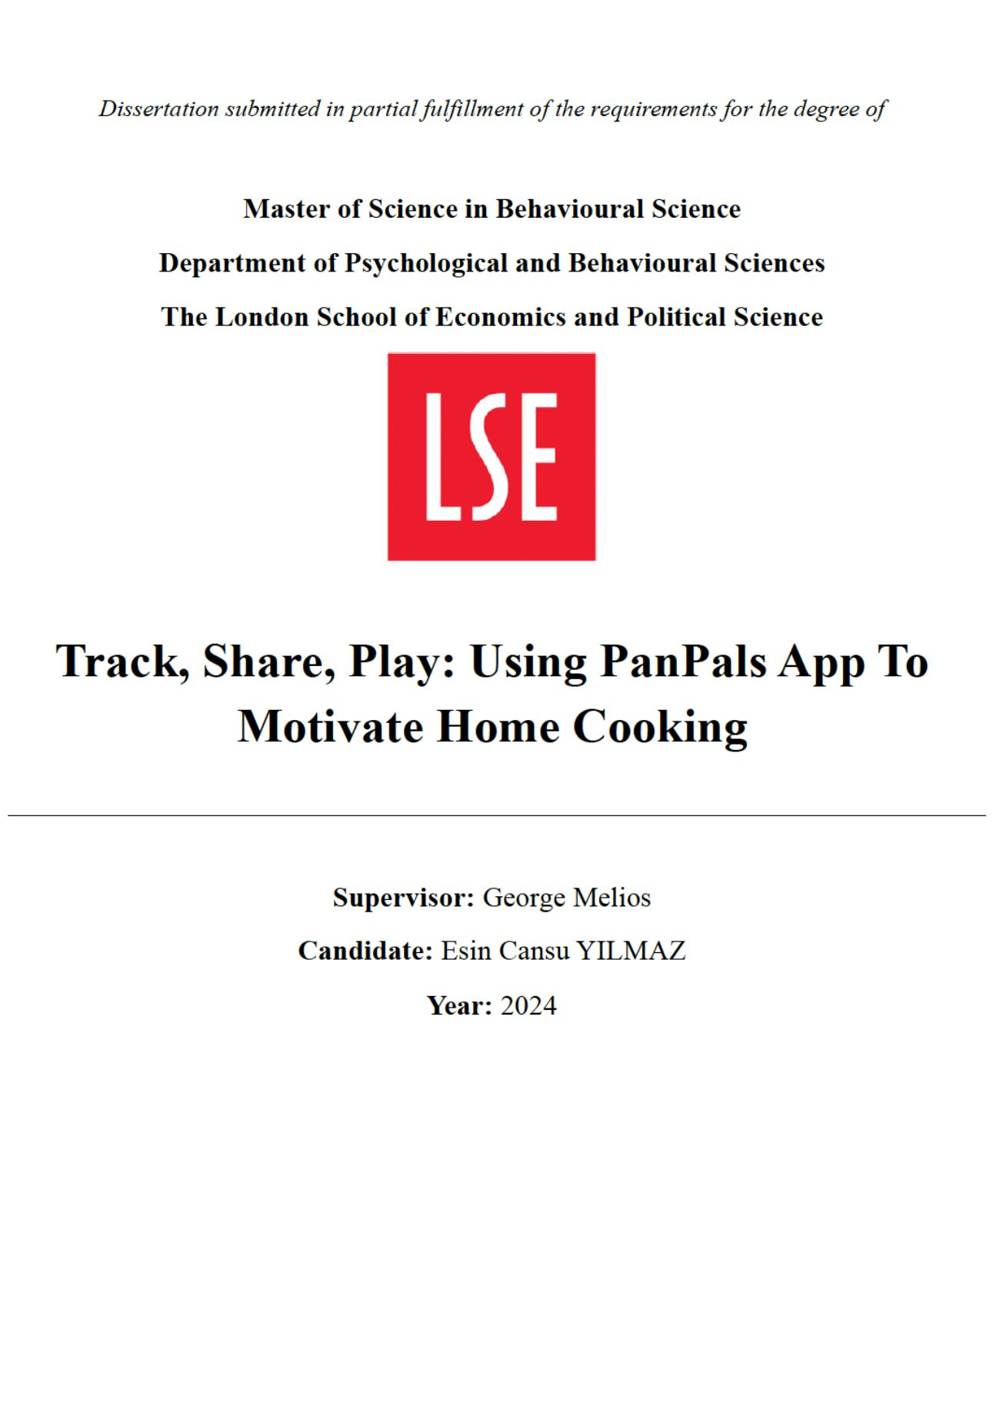 Dissertation submitted in partial fulfillment of the requirements for the degree of
Master of Science in Behavioural Science
Department of Psychological and Behavioural Sciences
The London School of Economics and Political Science
LSE
Track, Share, Play: Using PanPals App To
Motivate Home Cooking
Supervisor: George Melios
Candidate: Esin Cansu YILMAZ
Year: 2024